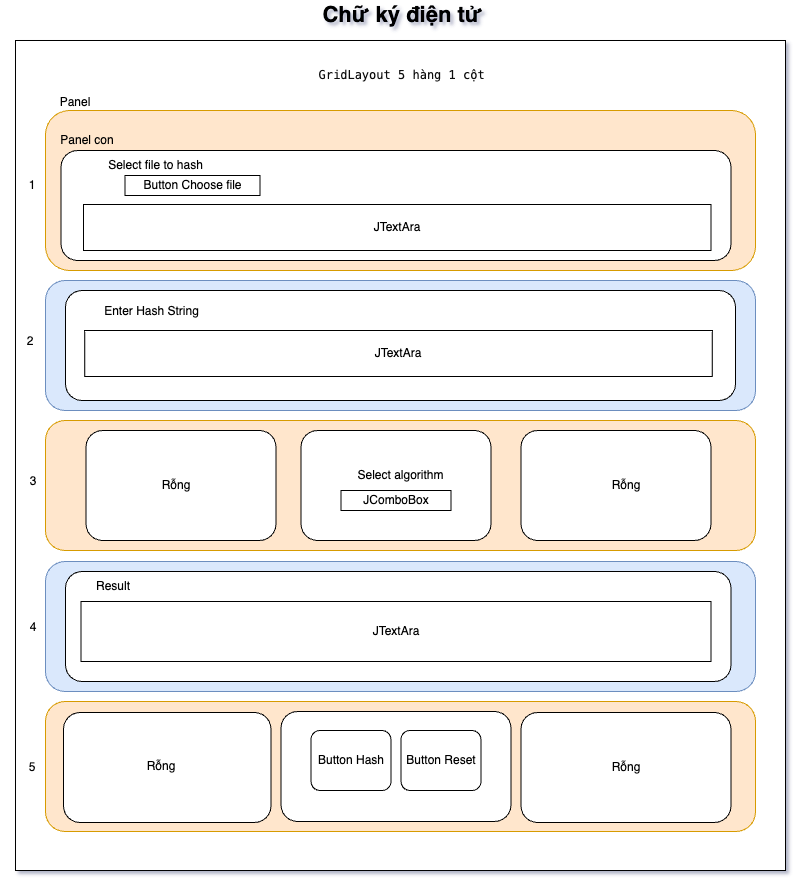 Chữ ký điện tử
GridLayout 5 hàng 1 cột
Panel
Panel con
Select file to hash
1
Button Choose file
JTextAra
Enter Hash String
2
JTextAra
3
Rỗng
Select algorithm
JComboBox
Rỗng
Result
4
JTextAra
5
Rỗng
Button Hash
Button Reset
Rỗng